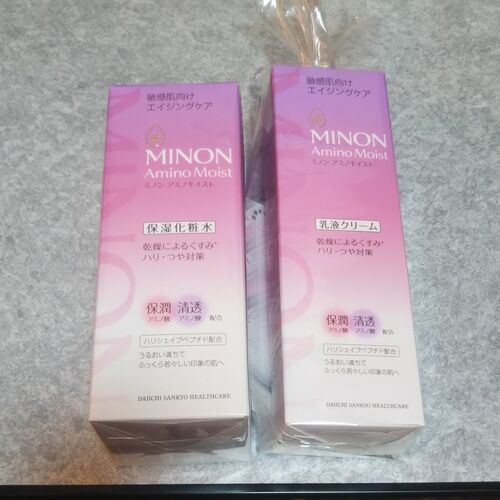 敏感肌向け
エイジングケア
MINON
Amino Moist
ミノン アミノモイスト
保湿化粧水
乾燥によるくすみ*
ハリ・つや対策
保潤 清透
アミノ酸 アミノ酸 配合
ハリシェイプペプチド配合
うるおい満ちて
ふっくら若々しい印象の肌へ
DAIICHI SANKYO HEALTHCARE
敏感肌向け
エイジングケア
MINON
Amino Moist
ミノン アミノモイスト
乳液クリーム
乾燥によるくすみ*
ハリ・つや対策
保潤 清透
アミノ酸 アミノ酸 配合
ハリシェイプペプチド配合
うるおい満ちて
ふっくら若々しい印象の肌へ
DAIICHI SANKYO HEALTHCARE